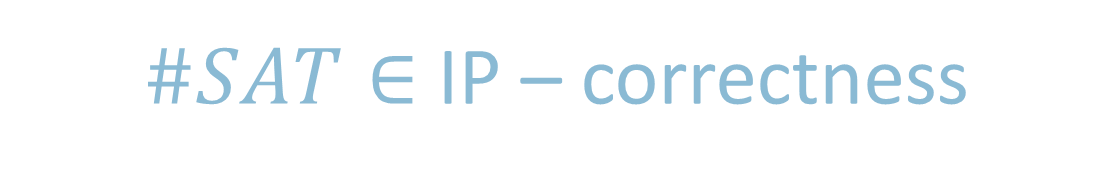 #SAT ∈ IP – correctness